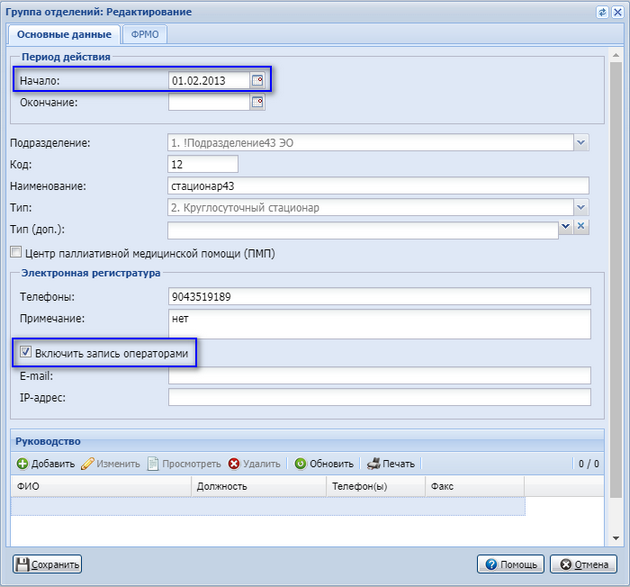 Группа отделений: Редактирование
Основные данные ФРМО
Период действия
Начало: 01.02.2013
Окончание:
Подразделение: 1. !Подразделение43 ЭО
Код: 12
Наименование: стационар43
Тип: 2. Круглосуточный стационар
Тип (доп.):
Центр паллиативной медицинской помощи (ПМП)
Электронная регистратура
Телефоны: 9043519189
Примечание: нет
Включить запись операторами
E-mail:
IP-адрес:
Руководство
Добавить Изменить Просмотреть Удалить Обновить Печать 0 / 0
ФИО Должность Телефон(ы) Факс
Сохранить Помощь Отмена